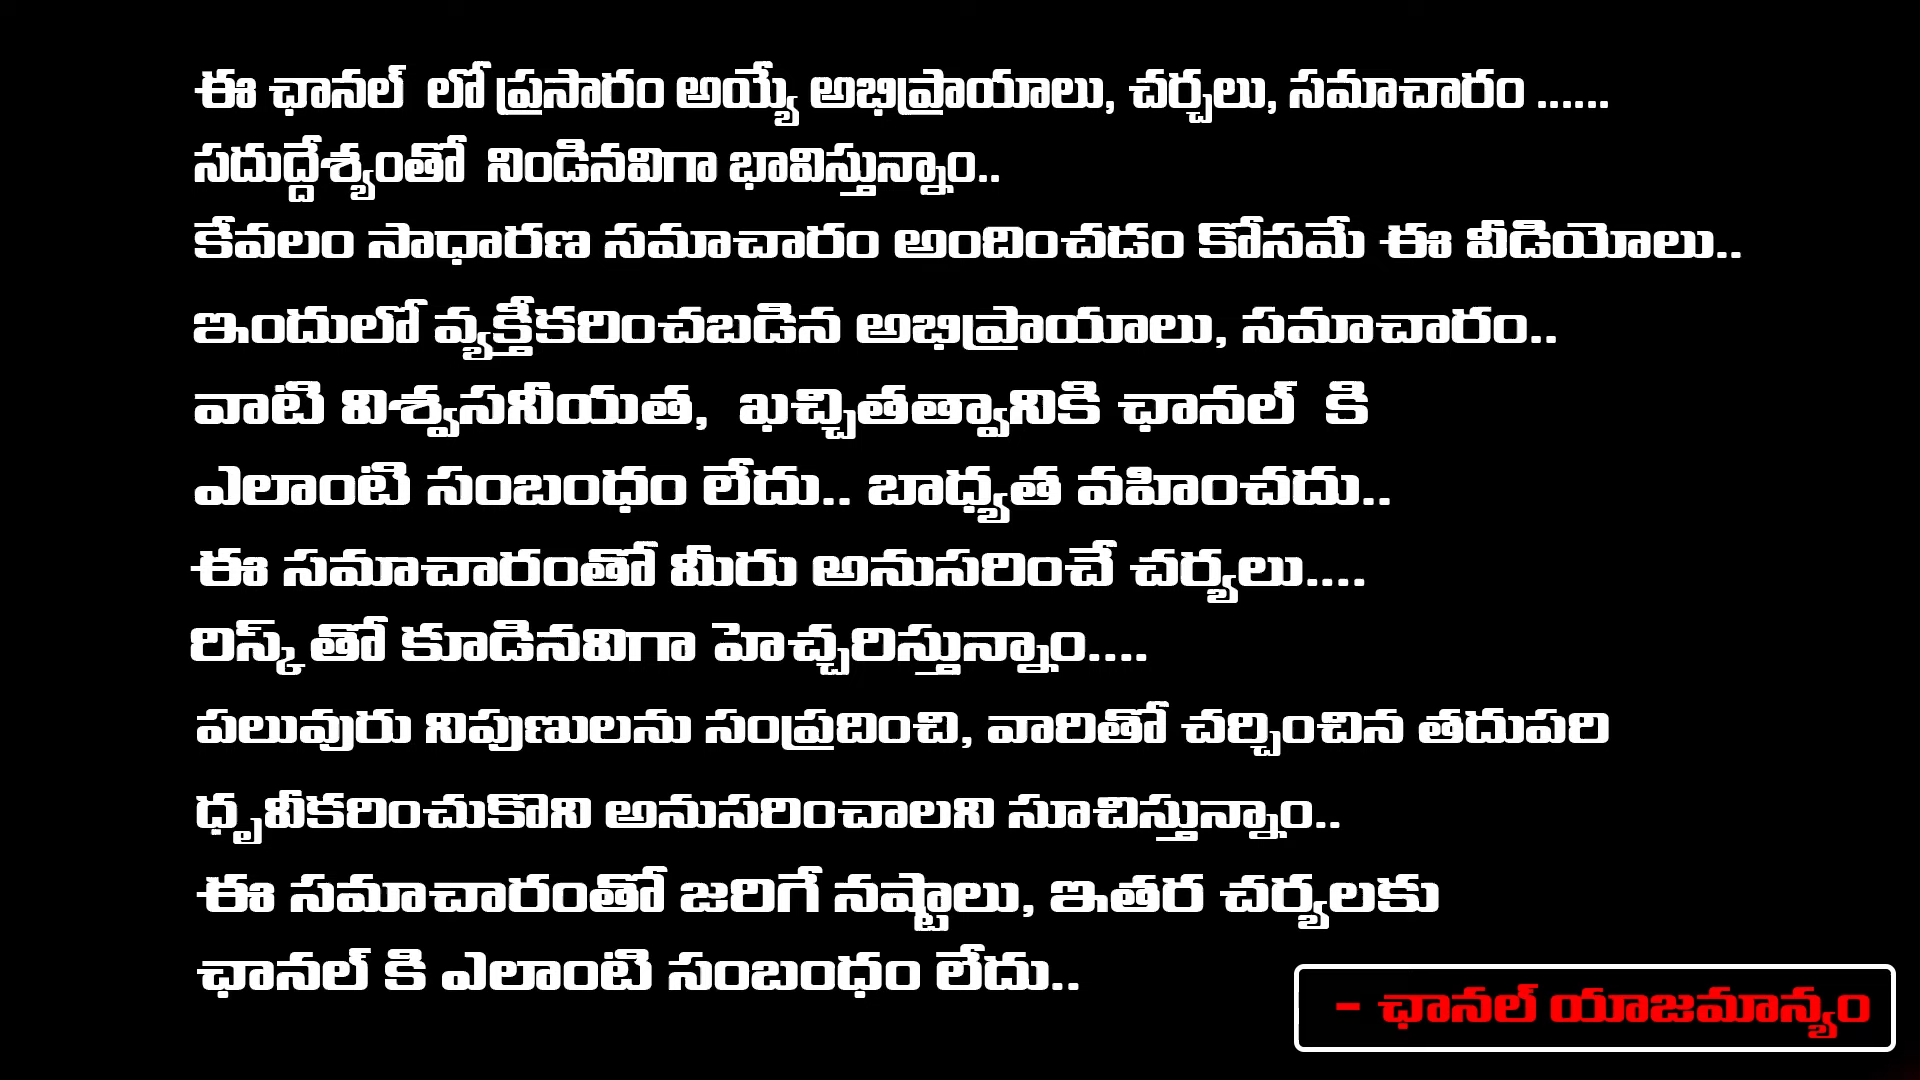 ఈ ఛానల్ లో ప్రసారం అయ్యే అభిప్రాయాలు, చర్చలు, సమాచారం ......
సదుద్దేశ్యంతో నిండినవిగా భావిస్తున్నాం..
కేవలం సాధారణ సమాచారం అందించడం కోసమే ఈ వీడియోలు..
ఇందులో వ్యక్తీకరించబడిన అభిప్రాయాలు, సమాచారం..
వాటి విశ్వసనీయత, ఖచ్చితత్వానికి ఛానల్ కి
ఎలాంటి సంబంధం లేదు.. బాధ్యత వహించదు..
ఈ సమాచారంతో మీరు అనుసరించే చర్యలు....
రిస్క్ తో కూడినవిగా హెచ్చరిస్తున్నాం....
పలువురు నిపుణులను సంప్రదించి, వారితో చర్చించిన తదుపరి
ధృవీకరించుకొని అనుసరించాలని సూచిస్తున్నాం..
ఈ సమాచారంతో జరిగే నష్టాలు, ఇతర చర్యలకు
ఛానల్ కి ఎలాంటి సంబంధం లేదు..
- ఛానల్ యాజమాన్యం